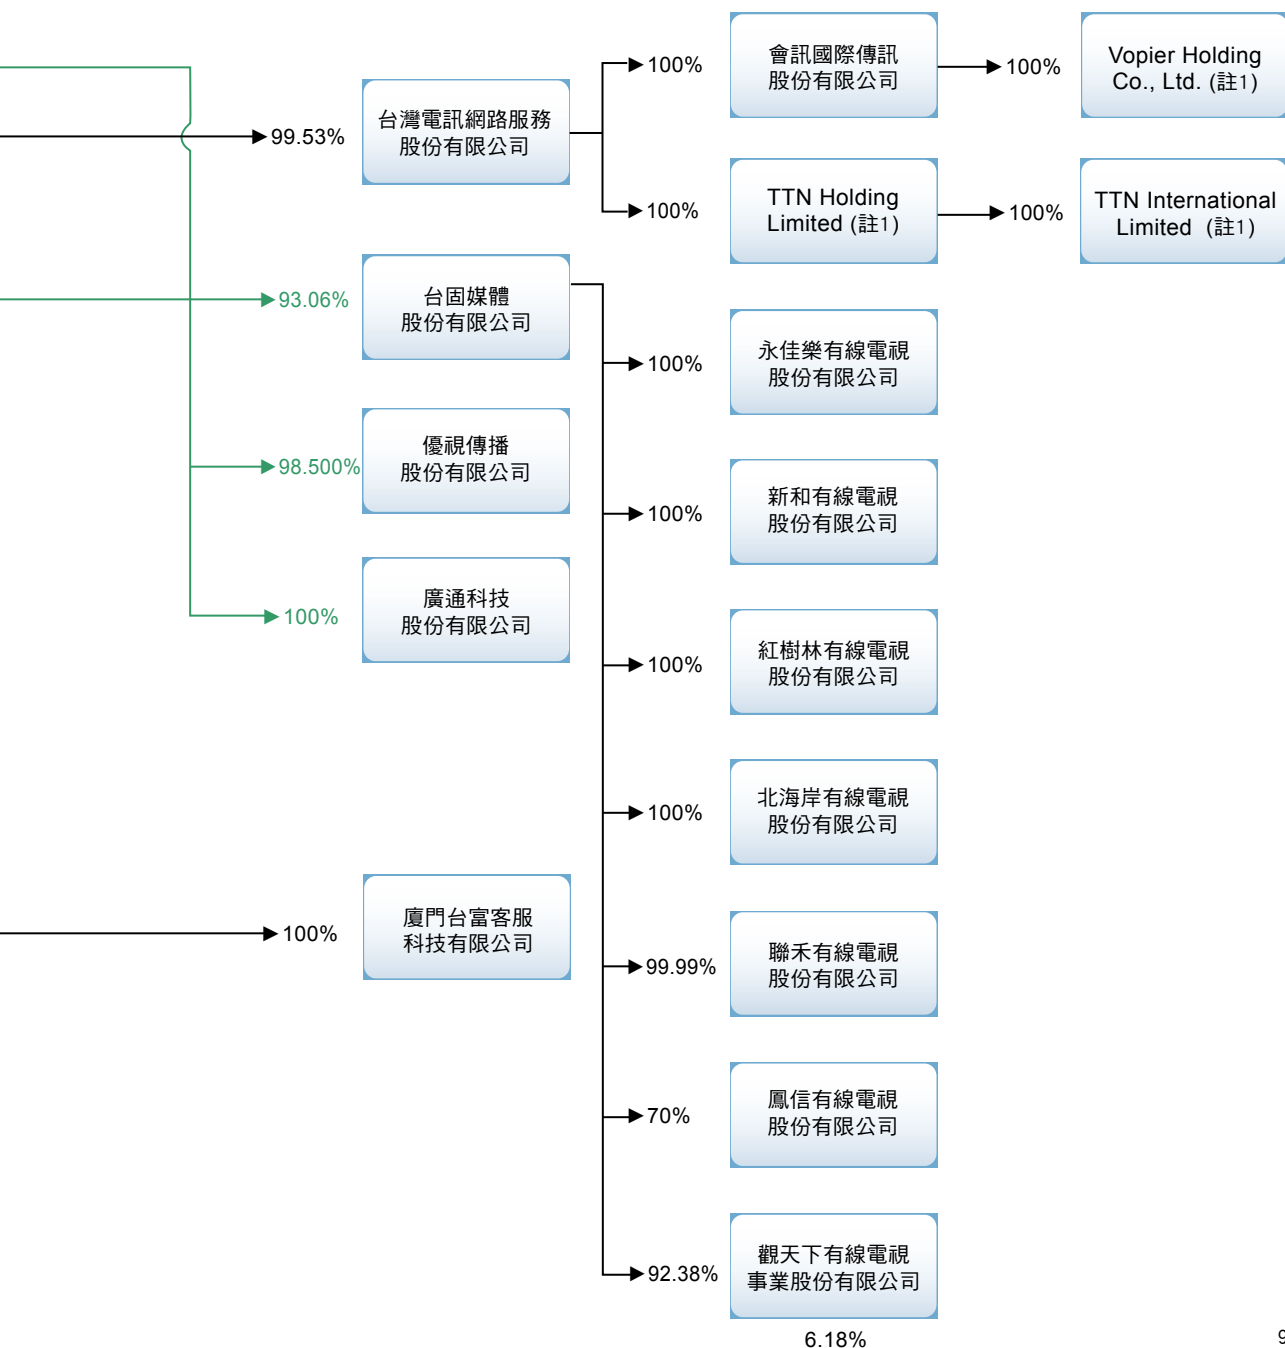 100%
會訊國際傳訊
股份有限公司
100%
Vopier Holding
Co., Ltd. (註1)
99.53%
台灣電訊網路服務
股份有限公司
100%
TTN Holding
Limited (註1)
100%
TTN International
Limited (註1)
93.06%
台固媒體
股份有限公司
100%
永佳樂有線電視
股份有限公司
98.500%
優視傳播
股份有限公司
100%
新和有線電視
股份有限公司
100%
廣通科技
股份有限公司
100%
紅樹林有線電視
股份有限公司
100%
北海岸有線電視
股份有限公司
100%
廈門台富客服
科技有限公司
99.99%
聯禾有線電視
股份有限公司
70%
鳳信有線電視
股份有限公司
92.38%
觀天下有線電視
事業股份有限公司
6.18%
9